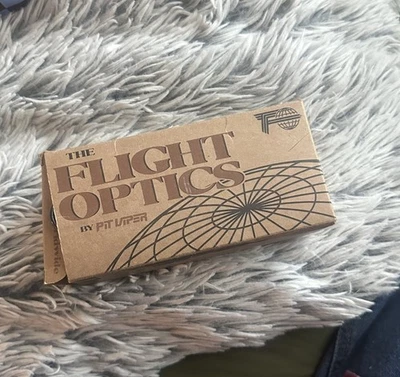 THE
FLIGHT
OPTICS
BY PIT VIPER